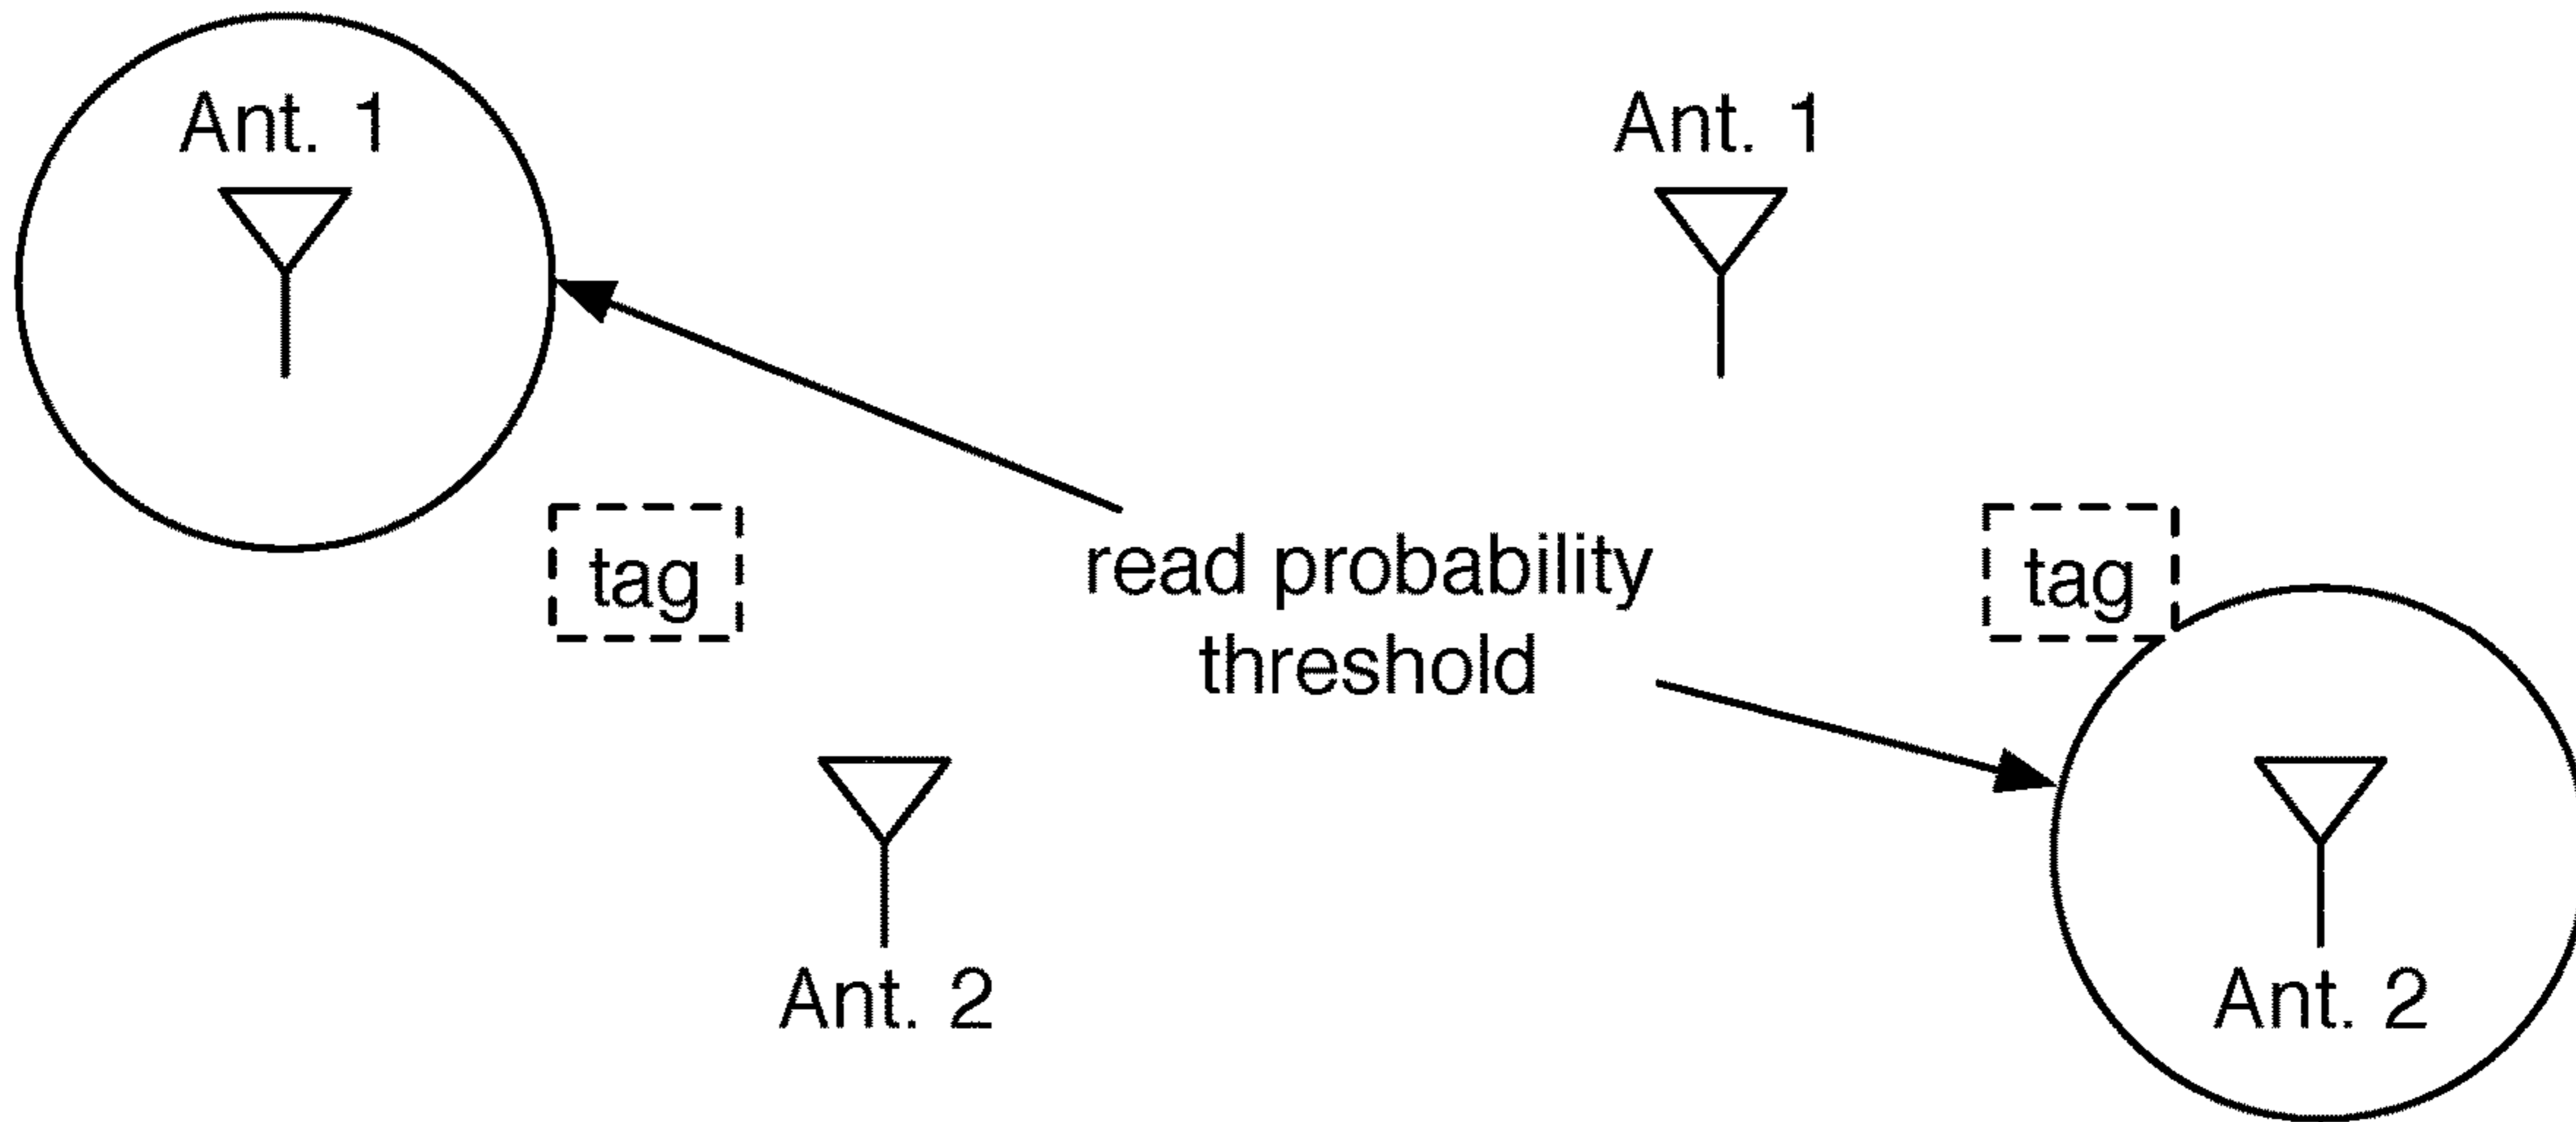 Ant. 1
Ant. 1
tag
read probability
threshold
tag
Ant. 2
Ant. 2